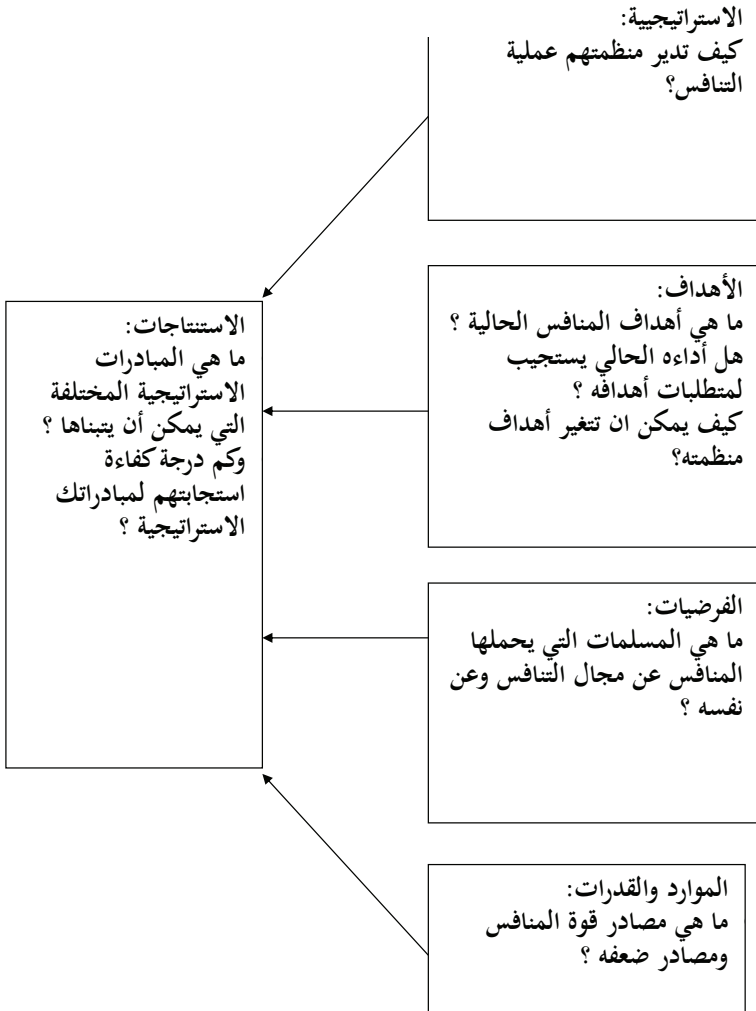 الاستراتيجيية:
كيف تدير منظمتهم عملية
التنافس؟
الأهداف:
ما هي أهداف المنافس الحالية ؟
هل أداءه الحالي يستجيب
لمتطلبات أهدافه ؟
كيف يمكن ان تتغير أهداف
منظمته؟
الفرضيات:
ما هي المسلمات التي يحملها
المنافس عن مجال التنافس وعن
نفسه ؟
الموارد والقدرات:
ما هي مصادر قوة المنافس
ومصادر ضعفه ؟
الاستنتاجات:
ما هي المبادرات
الاستراتيجية المختلفة
التي يمكن أن يتبناها ؟
وكم درجة كفاءة
استجابتهم لمبادراتك
الاستراتيجية ؟